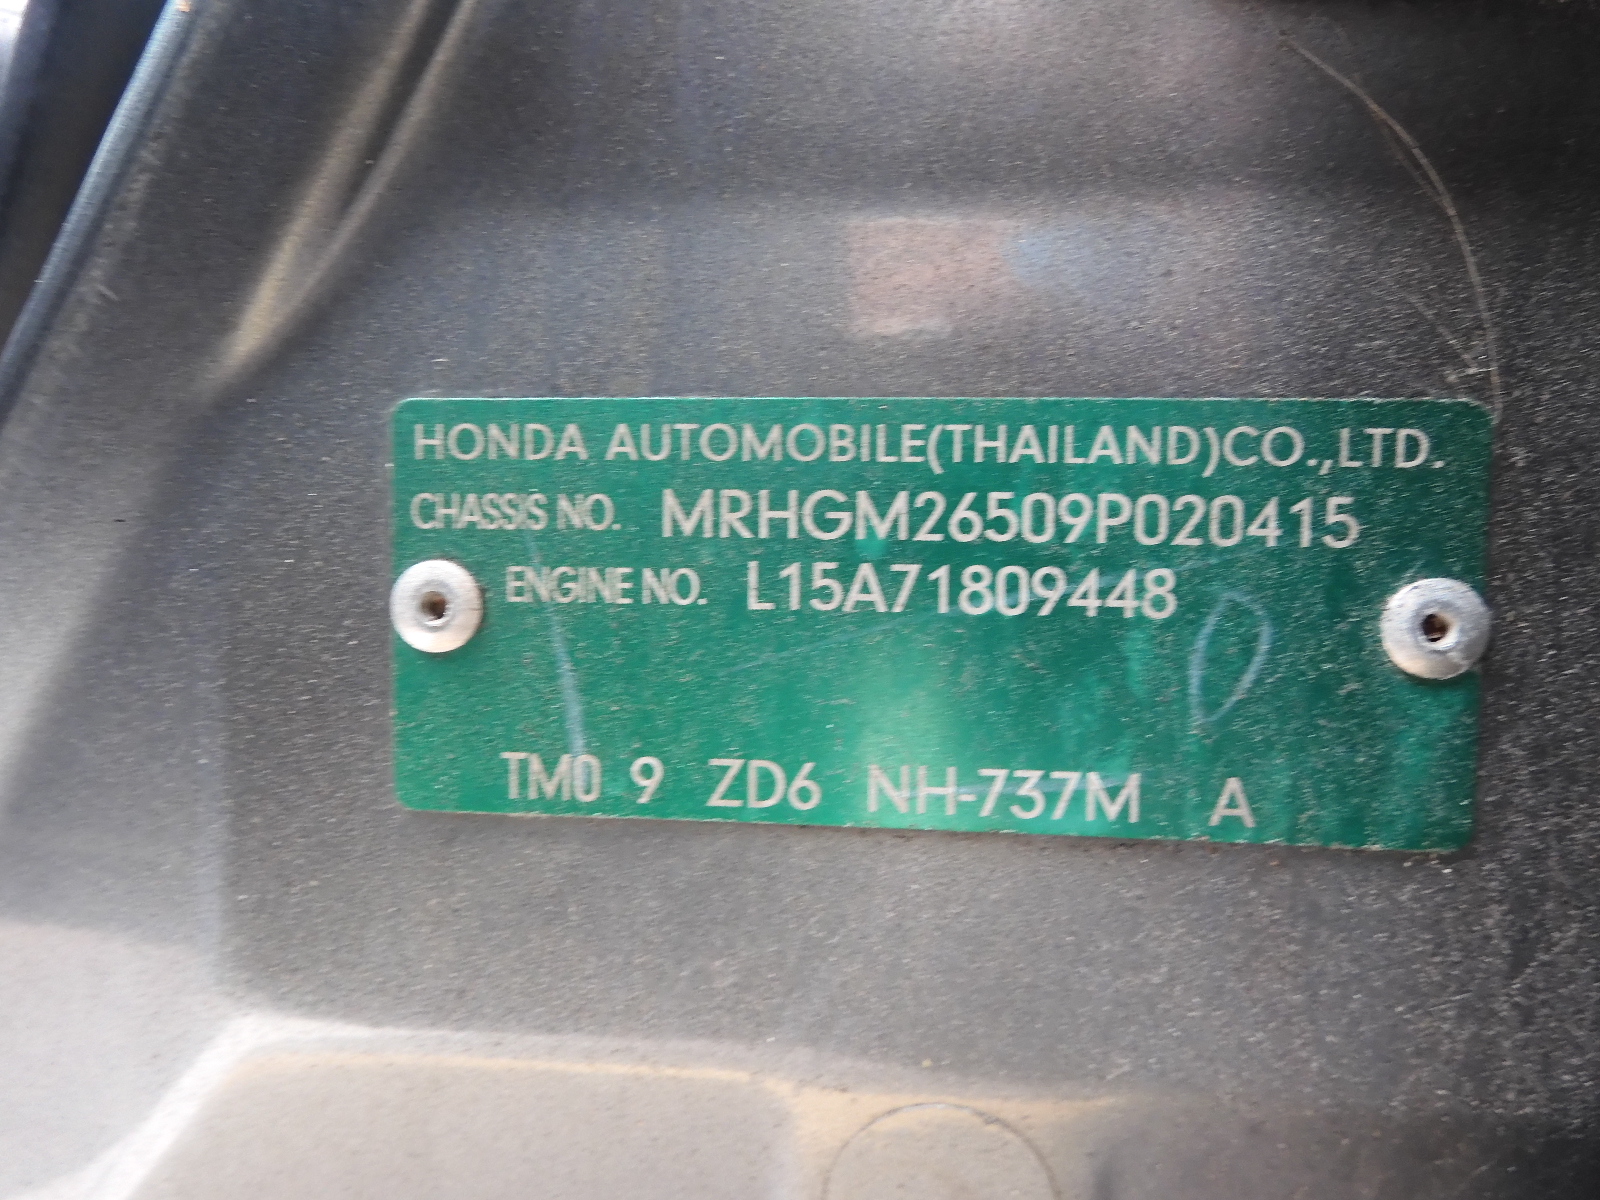 HONDA AUTOMOBILE(THAILAND)CO.,LTD.
CHASSIS NO. MRHGM26509P020415
ENGINE NO. L15A71809448
TM0 9 ZD6 NH-737M A